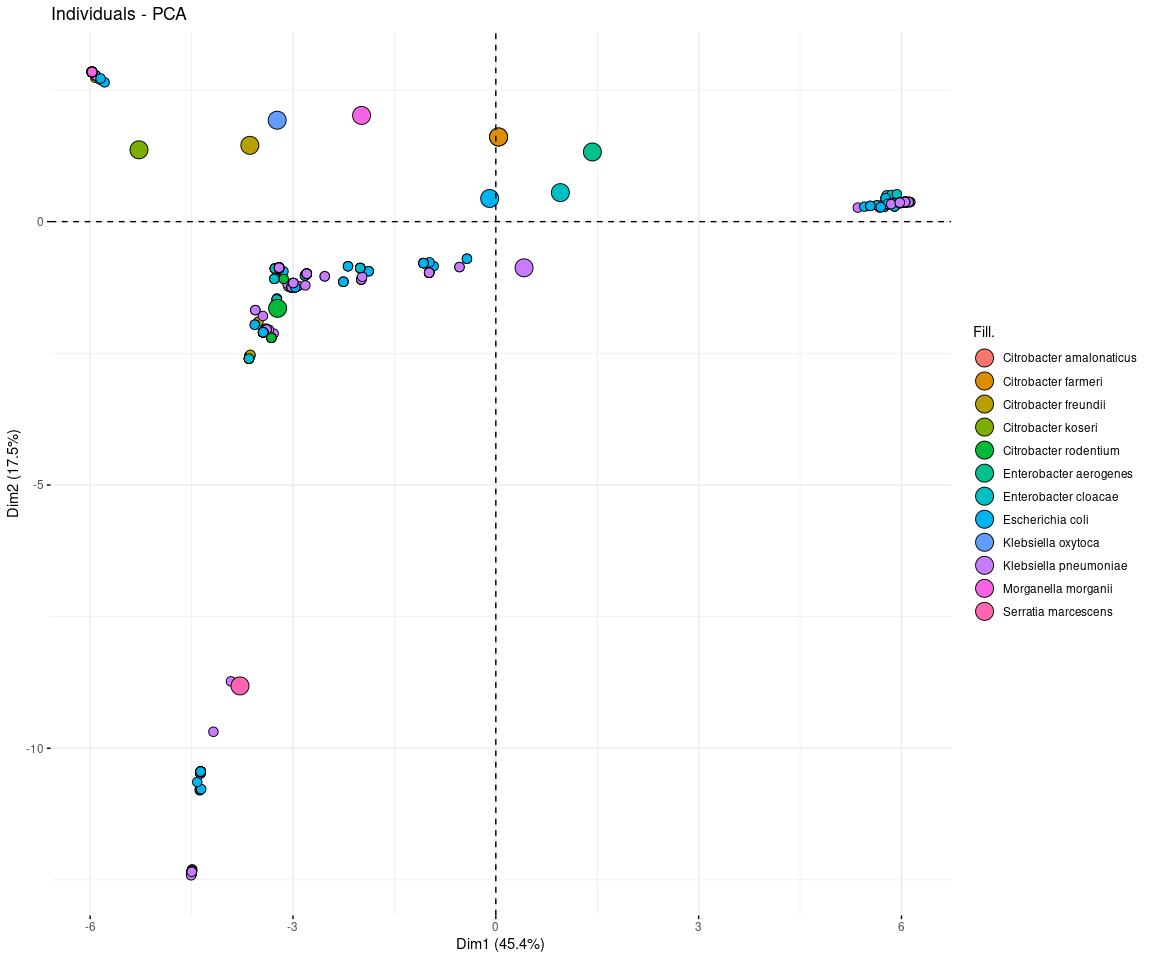 Individuals - PCA
0
-5
-10
Dim2 (17.5%)
-6
-3
0
3
6
Dim1 (45.4%)
Fill.
Citrobacter amalonaticus
Citrobacter farmeri
Citrobacter freundii
Citrobacter koseri
Citrobacter rodentium
Enterobacter aerogenes
Enterobacter cloacae
Escherichia coli
Klebsiella oxytoca
Klebsiella pneumoniae
Morganella morganii
Serratia marcescens